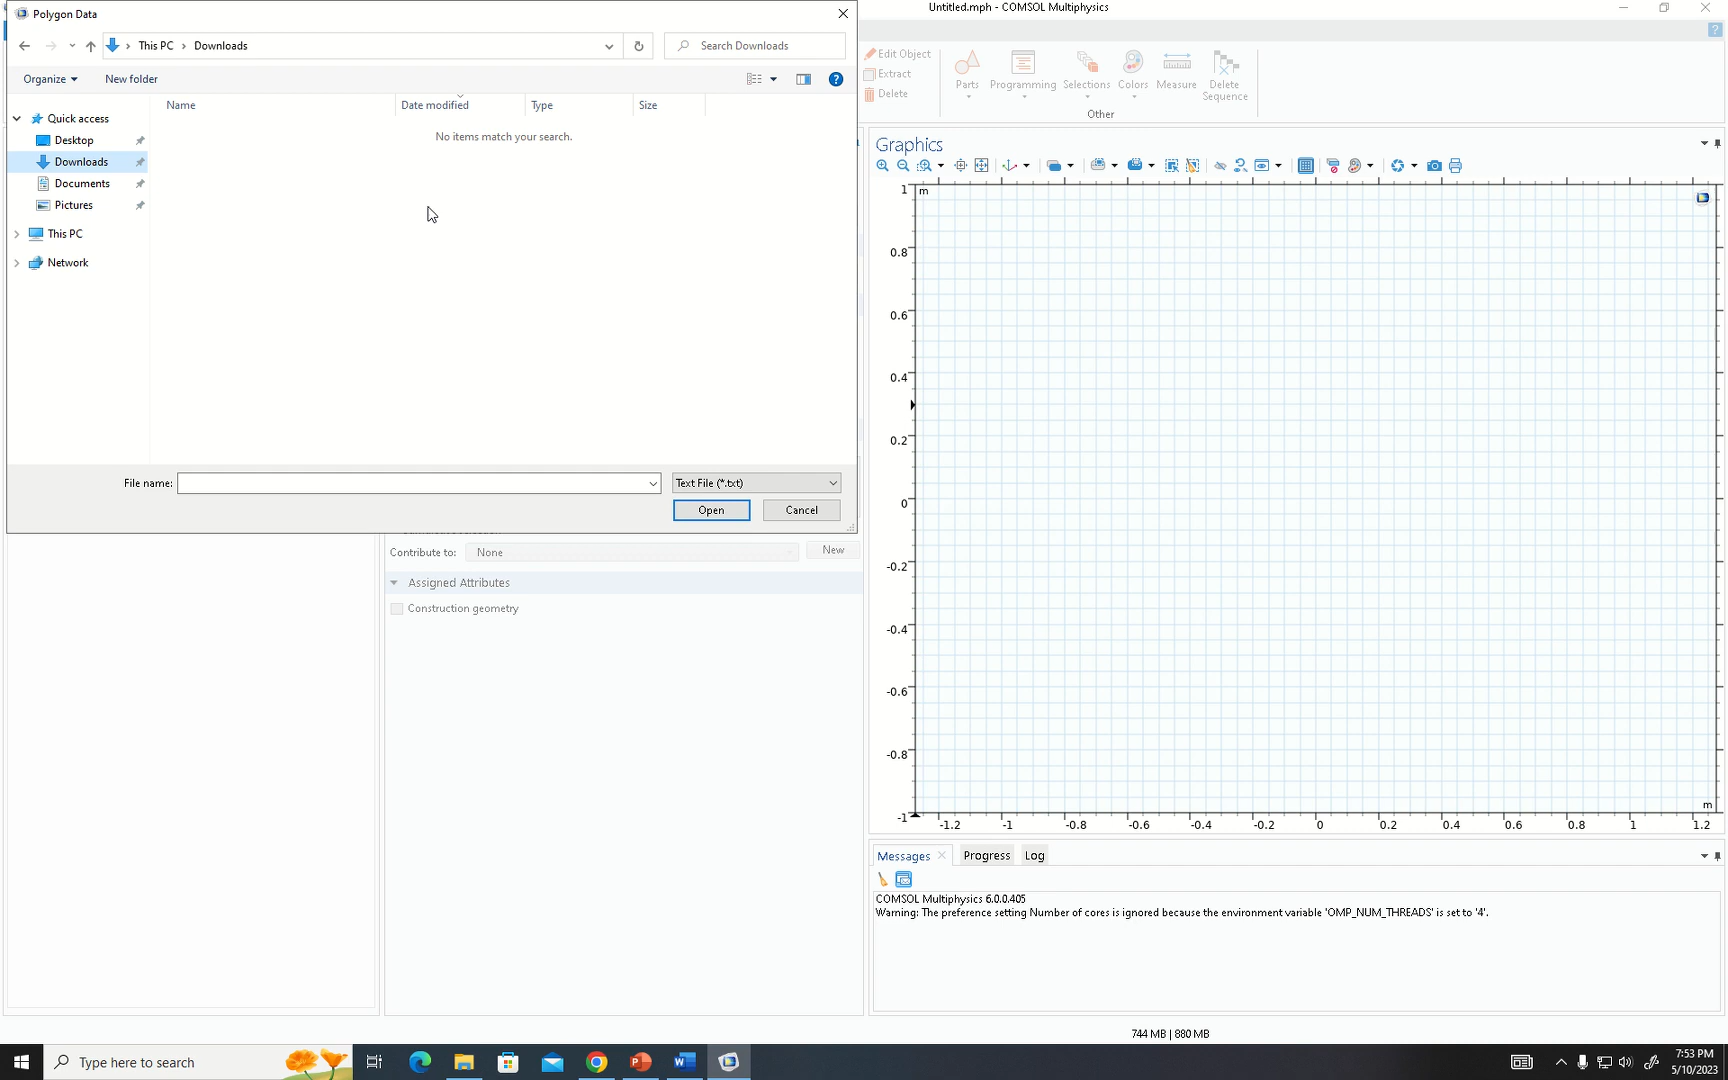 Polygon Data
Untitled.mph - COMSOL Multiphysics
This PC
Downloads
Search Downloads
Organize
New folder
Edit Object
Extract
Delete
Parts
Programming
Selections
Colors
Measure
Delete
Sequence
Other
Name
Date modified
Type
Size
No items match your search.
Quick access
Desktop
Downloads
Documents
Pictures
This PC
Network
File name:
Text File (*.txt)
Open
Cancel
Contribute to:
None
New
Assigned Attributes
Construction geometry
Graphics
m
1
0.8
0.6
0.4
0.2
0
-0.2
-0.4
-0.6
-0.8
-1
m
-1.2
-1
-0.8
-0.6
-0.4
-0.2
0
0.2
0.4
0.6
0.8
1
1.2
Messages
Progress
Log
COMSOL Multiphysics 6.0.0.405
Warning: The preference setting Number of cores is ignored because the environment variable 'OMP_NUM_THREADS' is set to '4'.
744 MB | 880 MB
Type here to search
7:53 PM
5/10/2023